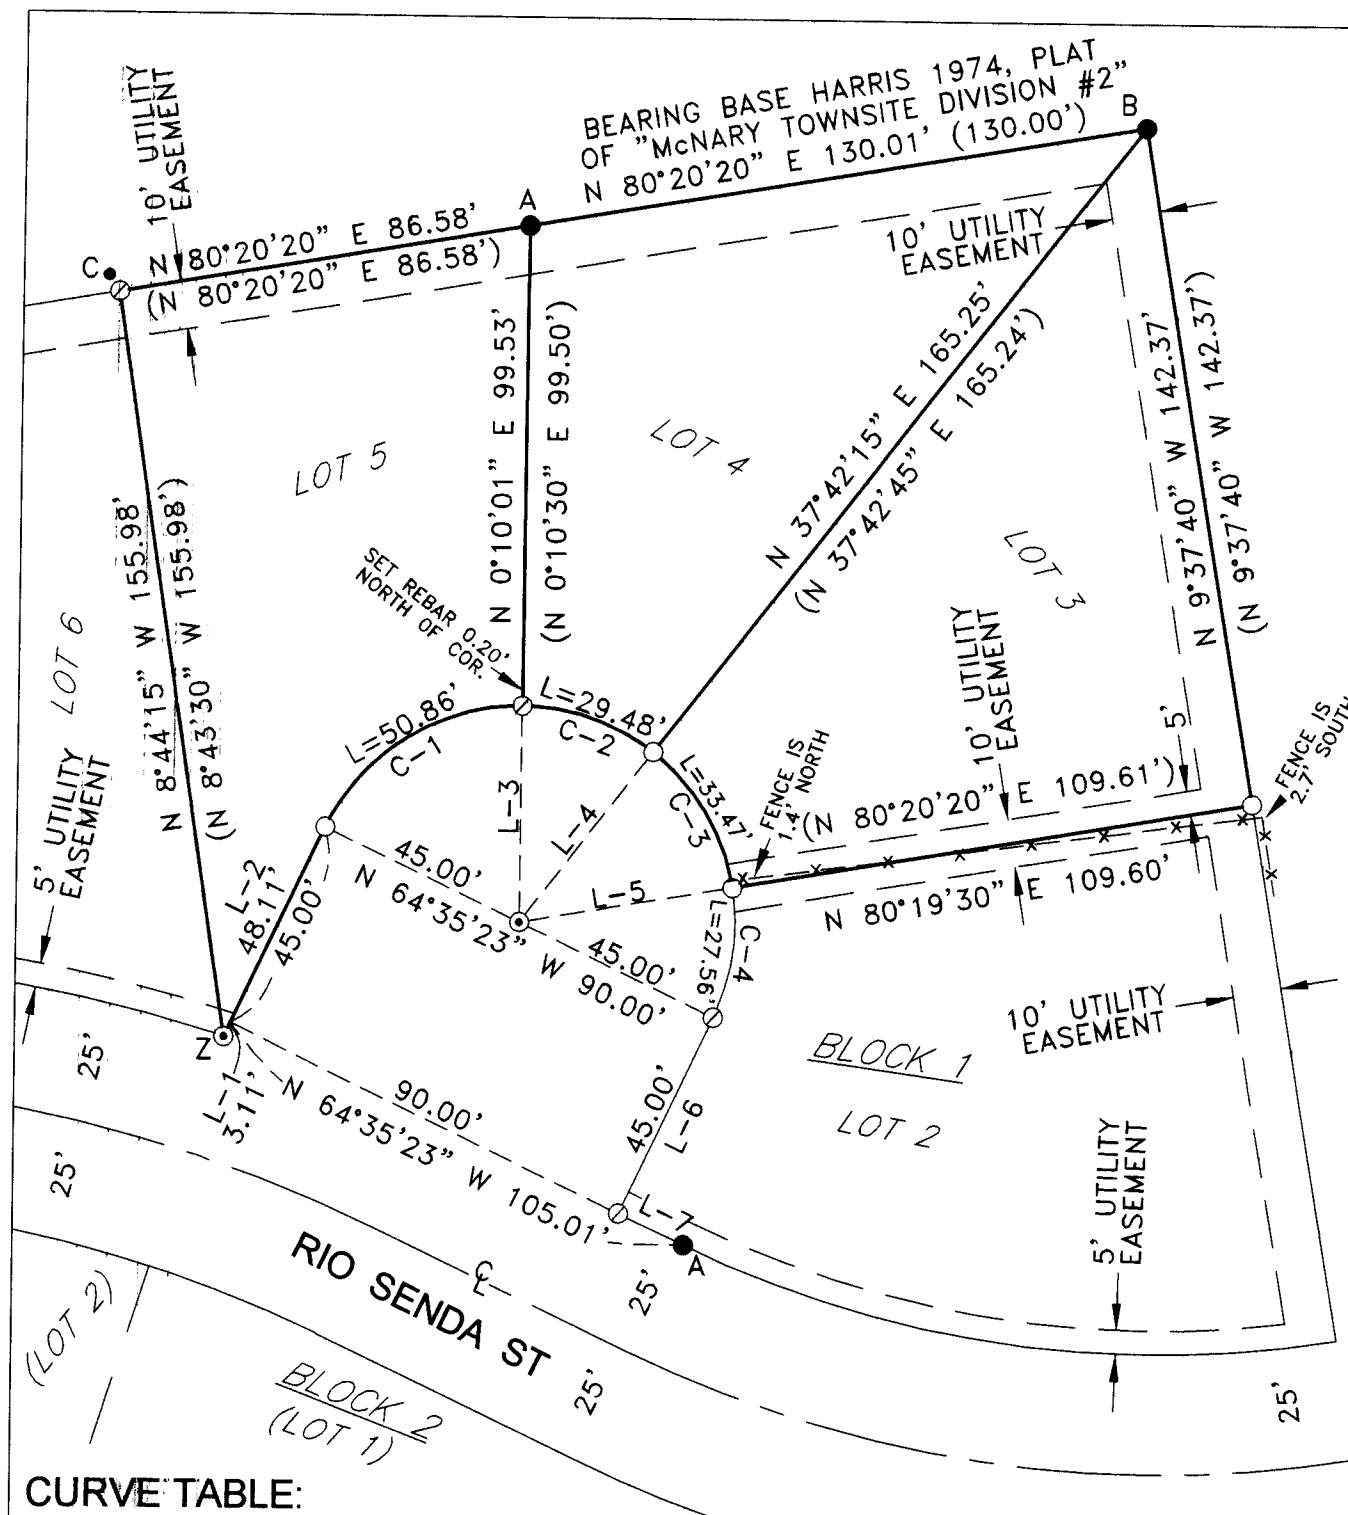 BEARING BASE HARRIS 1974, PLAT
OF "McNARY TOWNSITE DIVISION #2"
N 80°20'20" E 130.01' (130.00')
B
A
10' UTILITY
EASEMENT
C
N 80°20'20" E 86.58'
(N 80°20'20" E 86.58')
10' UTILITY
EASEMENT
N 0°10'01" E 99.53'
(N 0°10'30" E 99.50')
N 37°42'15" E 165.25'
(N 37°42'45" E 165.24')
N 9°37'40" W 142.37'
(N 9°37'40" W 142.37')
LOT 5
LOT 4
LOT 3
LOT 6
N 8°44'15" W 155.98'
(N 8°43'30" W 155.98')
SET REBAR 0.20'
NORTH OF COR.
5' UTILITY
EASEMENT
L=50.86'
C-1
L=29.48'
C-2
L=33.47'
C-3
L=27.56'
C-4
L-3
L-4
L-5
FENCE IS
1.4' NORTH
10' UTILITY
EASEMENT
5'
FENCE IS
2.7' SOUTH
(N 80°20'20" E 109.61')
N 80°19'30" E 109.60'
45.00'
N 64°35'23" W 90.00'
45.00'
L-2
48.11'
45.00'
Z
L-1
3.11'
90.00'
N 64°35'23" W 105.01'
45.00'
L-6
L-7
A
10' UTILITY
EASEMENT
BLOCK 1
LOT 2
5' UTILITY
EASEMENT
25'
25'
25'
25'
25'
RIO SENDA ST
CL
(LOT 2)
BLOCK 2
(LOT 1)
CURVE TABLE: